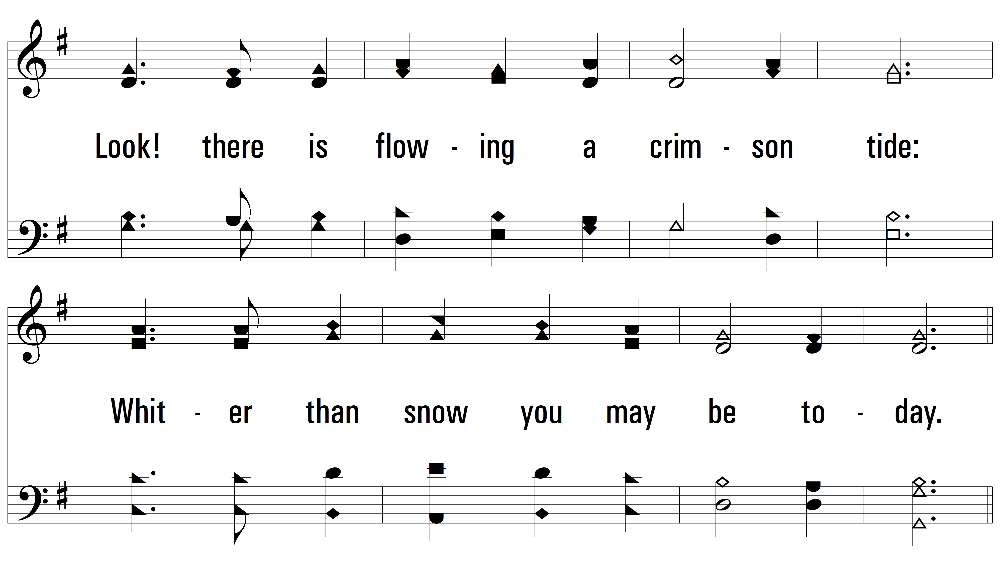 Look! there is flow - ing a crim - son tide:
Whit - er than snow you may be to - day.